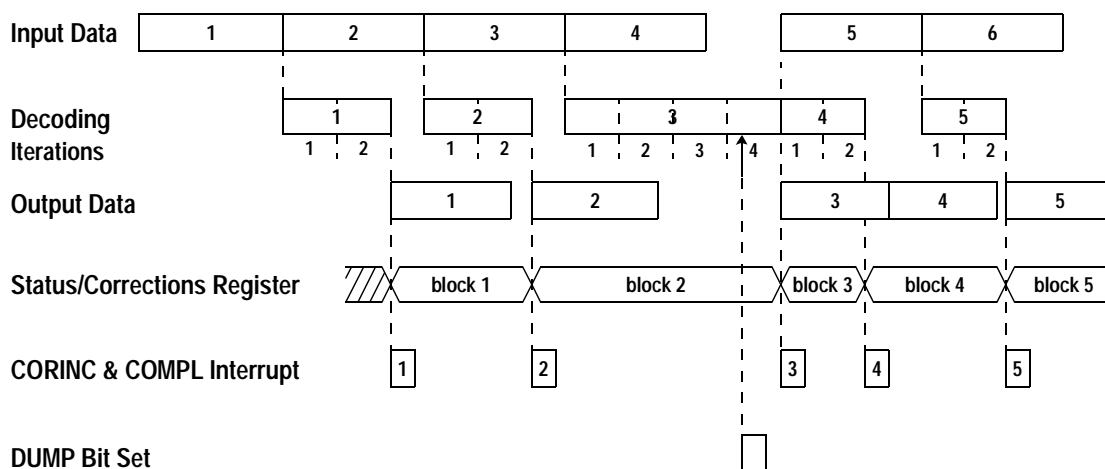 Input Data 1 2 3 4 5 6
Decoding 1 2 3 4 5
Iterations 1 2 1 2 1 2 3 4 1 2 1 2
Output Data 1 2 3 4 5
Status/Corrections Register block 1 block 2 block 3 block 4 block 5
CORINC & COMPL Interrupt 1 2 3 4 5
DUMP Bit Set